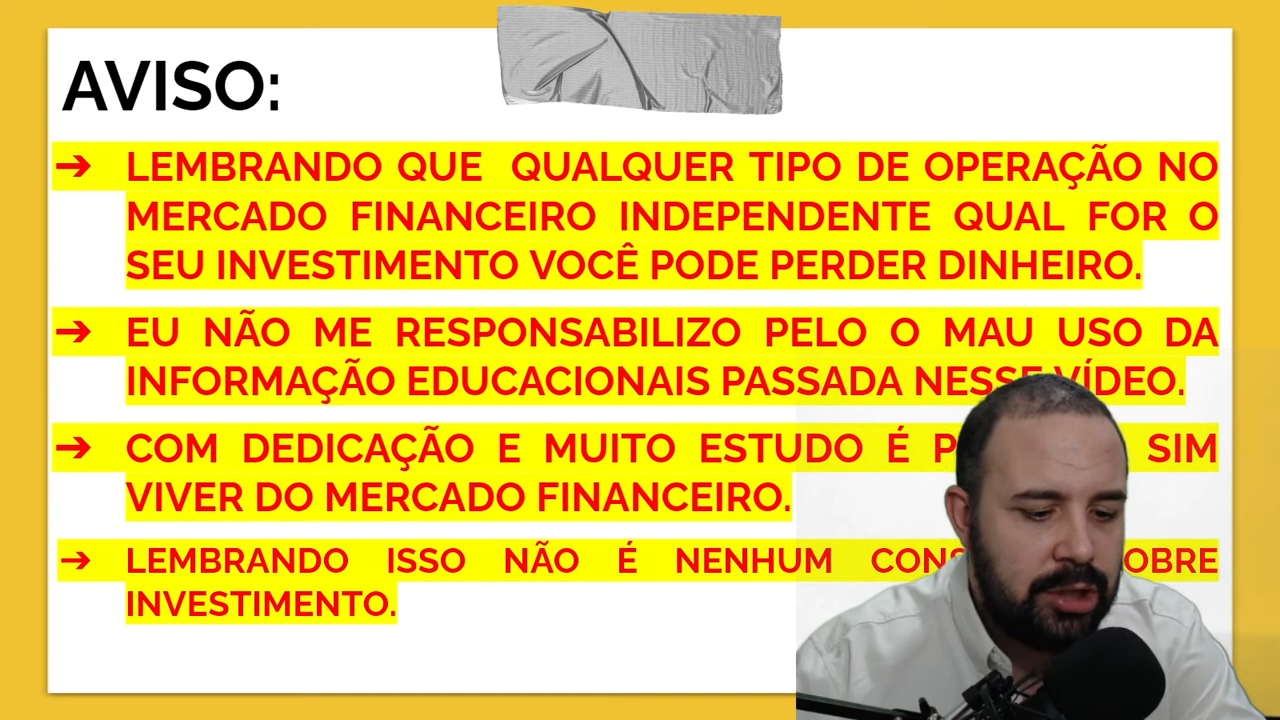 AVISO:
➔ LEMBRANDO QUE QUALQUER TIPO DE OPERAÇÃO NO
MERCADO FINANCEIRO INDEPENDENTE QUAL FOR O
SEU INVESTIMENTO VOCÊ PODE PERDER DINHEIRO.
➔ EU NÃO ME RESPONSABILIZO PELO O MAU USO DA
INFORMAÇÃO EDUCACIONAIS PASSADA NESSE VÍDEO.
➔ COM DEDICAÇÃO E MUITO ESTUDO É SIM
VIVER DO MERCADO FINANCEIRO.
➔ LEMBRANDO ISSO NÃO É NENHUM
INVESTIMENTO.